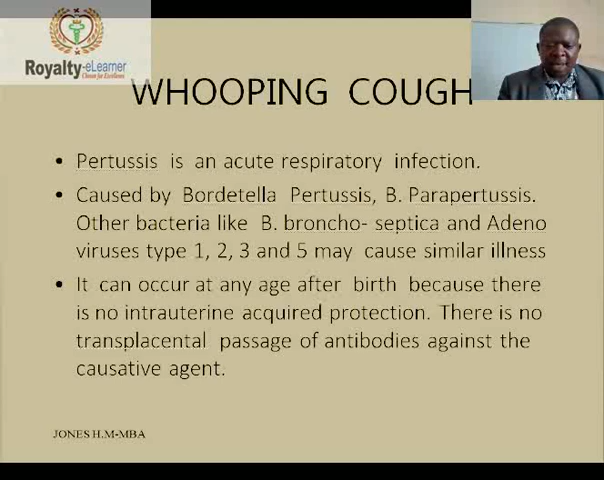 Royalty-eLearner
Choice for Excellence
WHOOPING COUGH
• Pertussis is an acute respiratory infection.
• Caused by Bordetella Pertussis, B. Parapertussis.
Other bacteria like B. broncho- septica and Adeno
viruses type 1, 2, 3 and 5 may cause similar illness
• It can occur at any age after birth because there
is no intrauterine acquired protection. There is no
transplacental passage of antibodies against the
causative agent.
JONES H.M-MBA